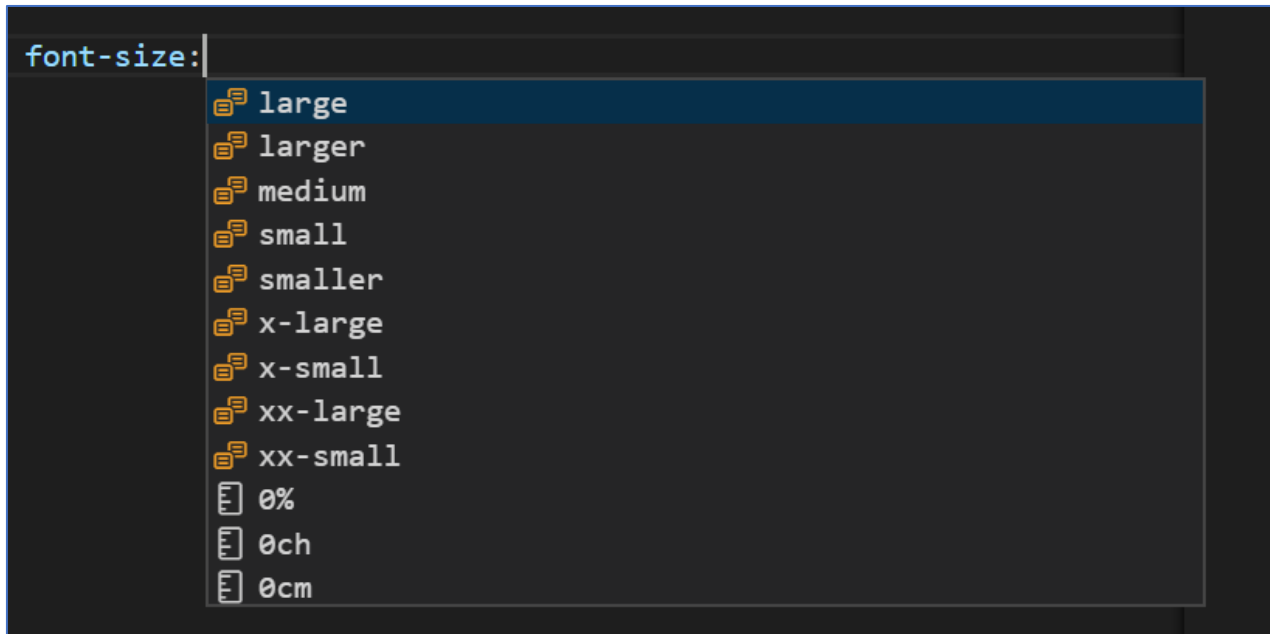 font-size:
large
larger
medium
small
smaller
x-large
x-small
xx-large
xx-small
0%
0ch
0cm